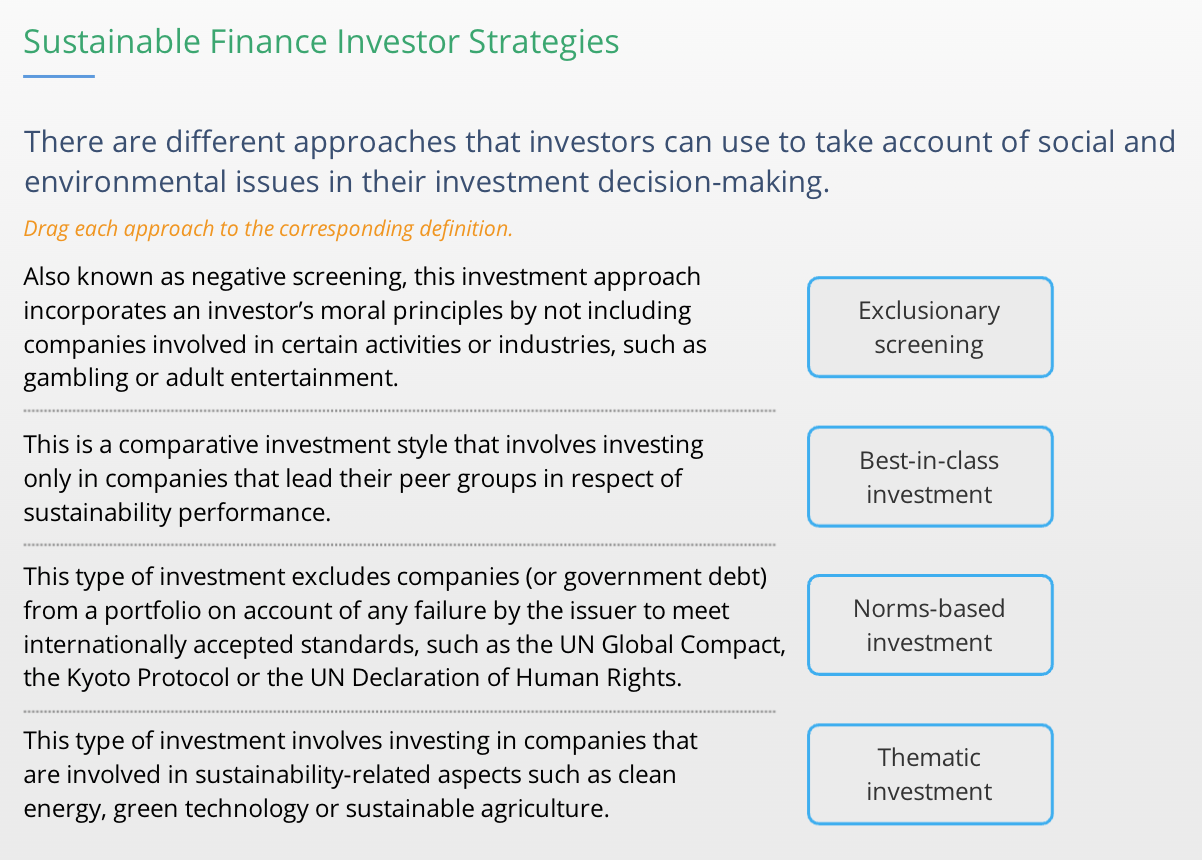 Sustainable Finance Investor Strategies
There are different approaches that investors can use to take account of social and
environmental issues in their investment decision-making.
Drag each approach to the corresponding definition.
Also known as negative screening, this investment approach
incorporates an investor’s moral principles by not including
companies involved in certain activities or industries, such as
gambling or adult entertainment.
Exclusionary
screening
This is a comparative investment style that involves investing
only in companies that lead their peer groups in respect of
sustainability performance.
Best-in-class
investment
This type of investment excludes companies (or government debt)
from a portfolio on account of any failure by the issuer to meet
internationally accepted standards, such as the UN Global Compact,
the Kyoto Protocol or the UN Declaration of Human Rights.
Norms-based
investment
This type of investment involves investing in companies that
are involved in sustainability-related aspects such as clean
energy, green technology or sustainable agriculture.
Thematic
investment